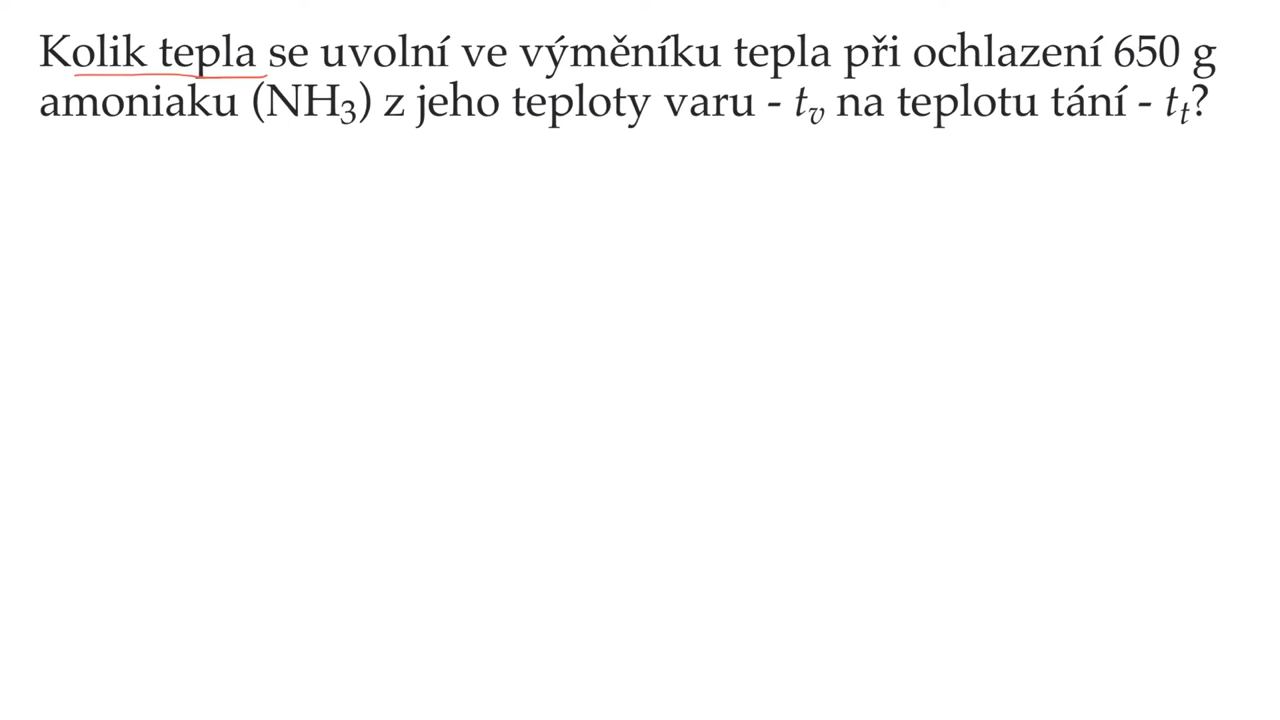 Kolik tepla se uvolní ve výměníku tepla při ochlazení 650 g
amoniaku (NH₃) z jeho teploty varu - tᵥ na teplotu tání - tₜ?